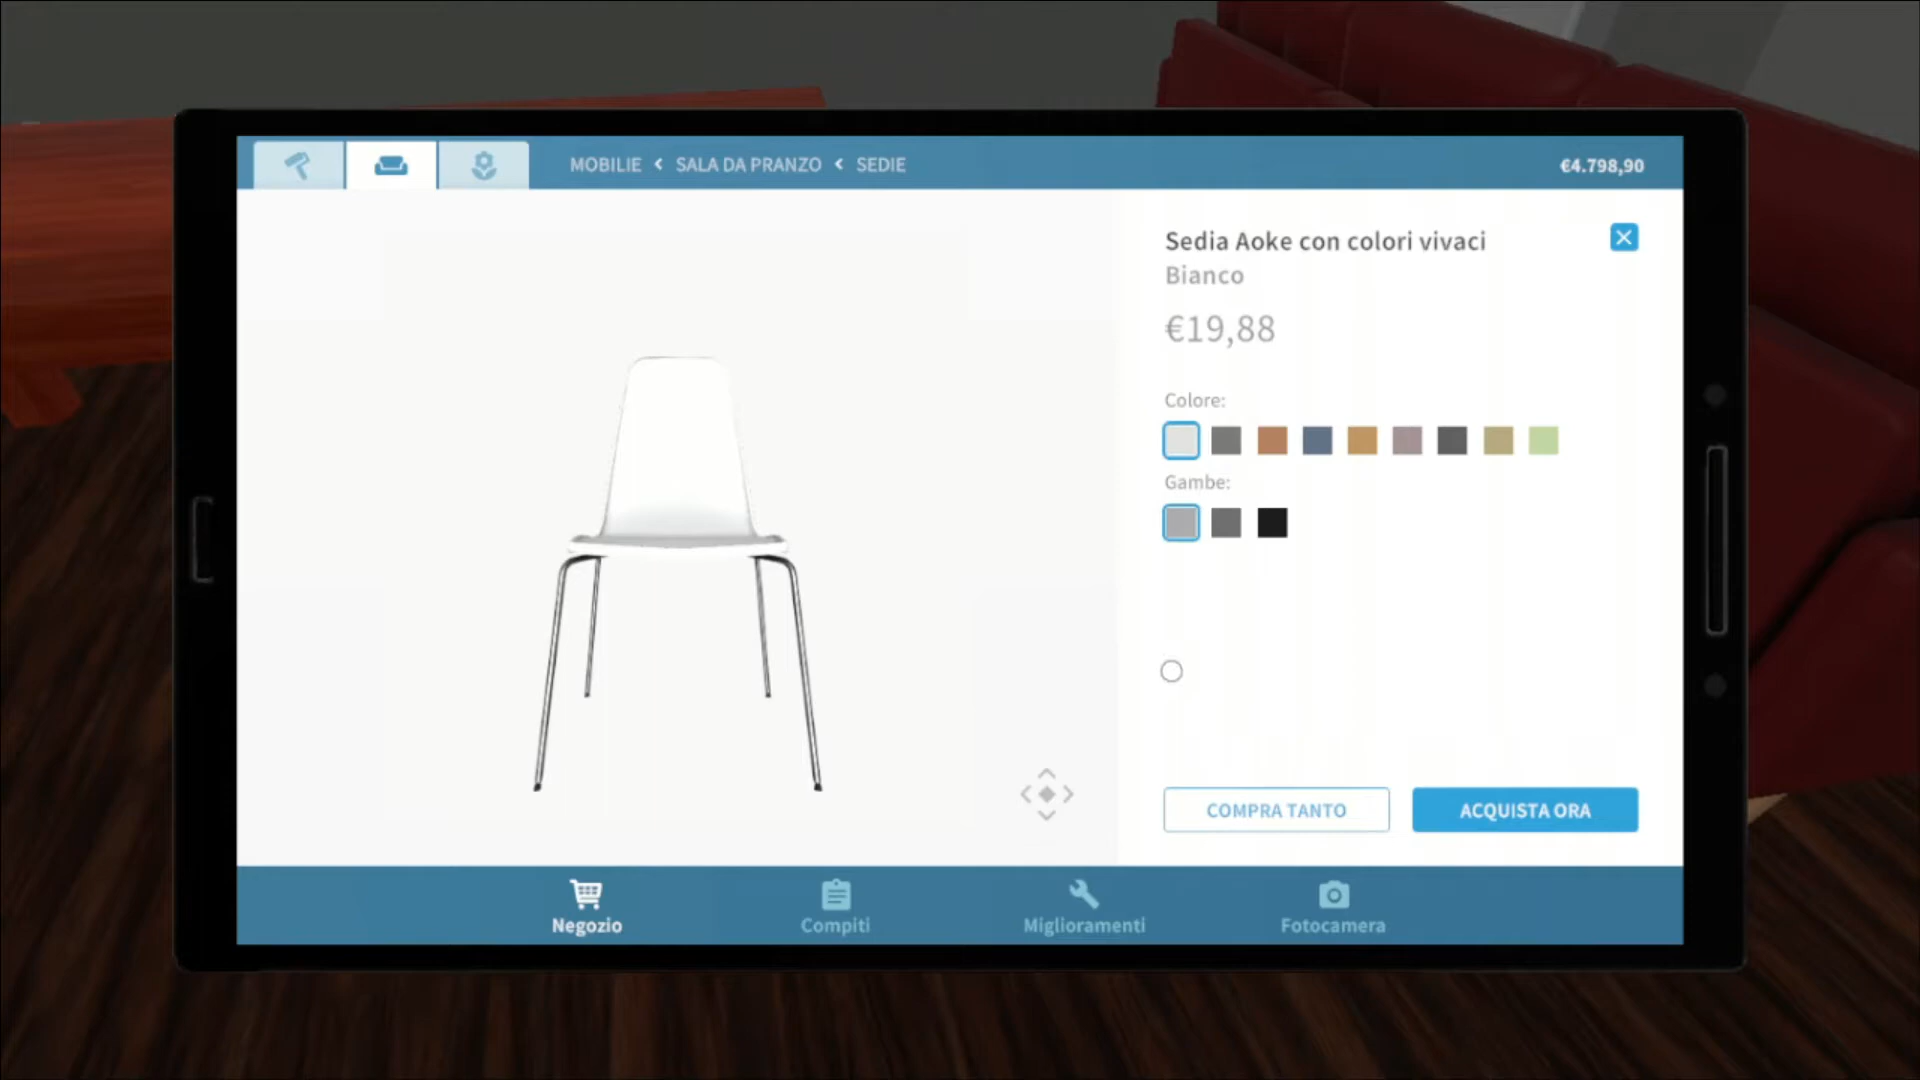 MOBILIE < SALA DA PRANZO < SEDIE
€4.798,90
Sedia Aoke con colori vivaci
Bianco
€19,88
Colore:
Gambe:
COMPRA TANTO
ACQUISTA ORA
Negozio
Compiti
Miglioramenti
Fotocamera